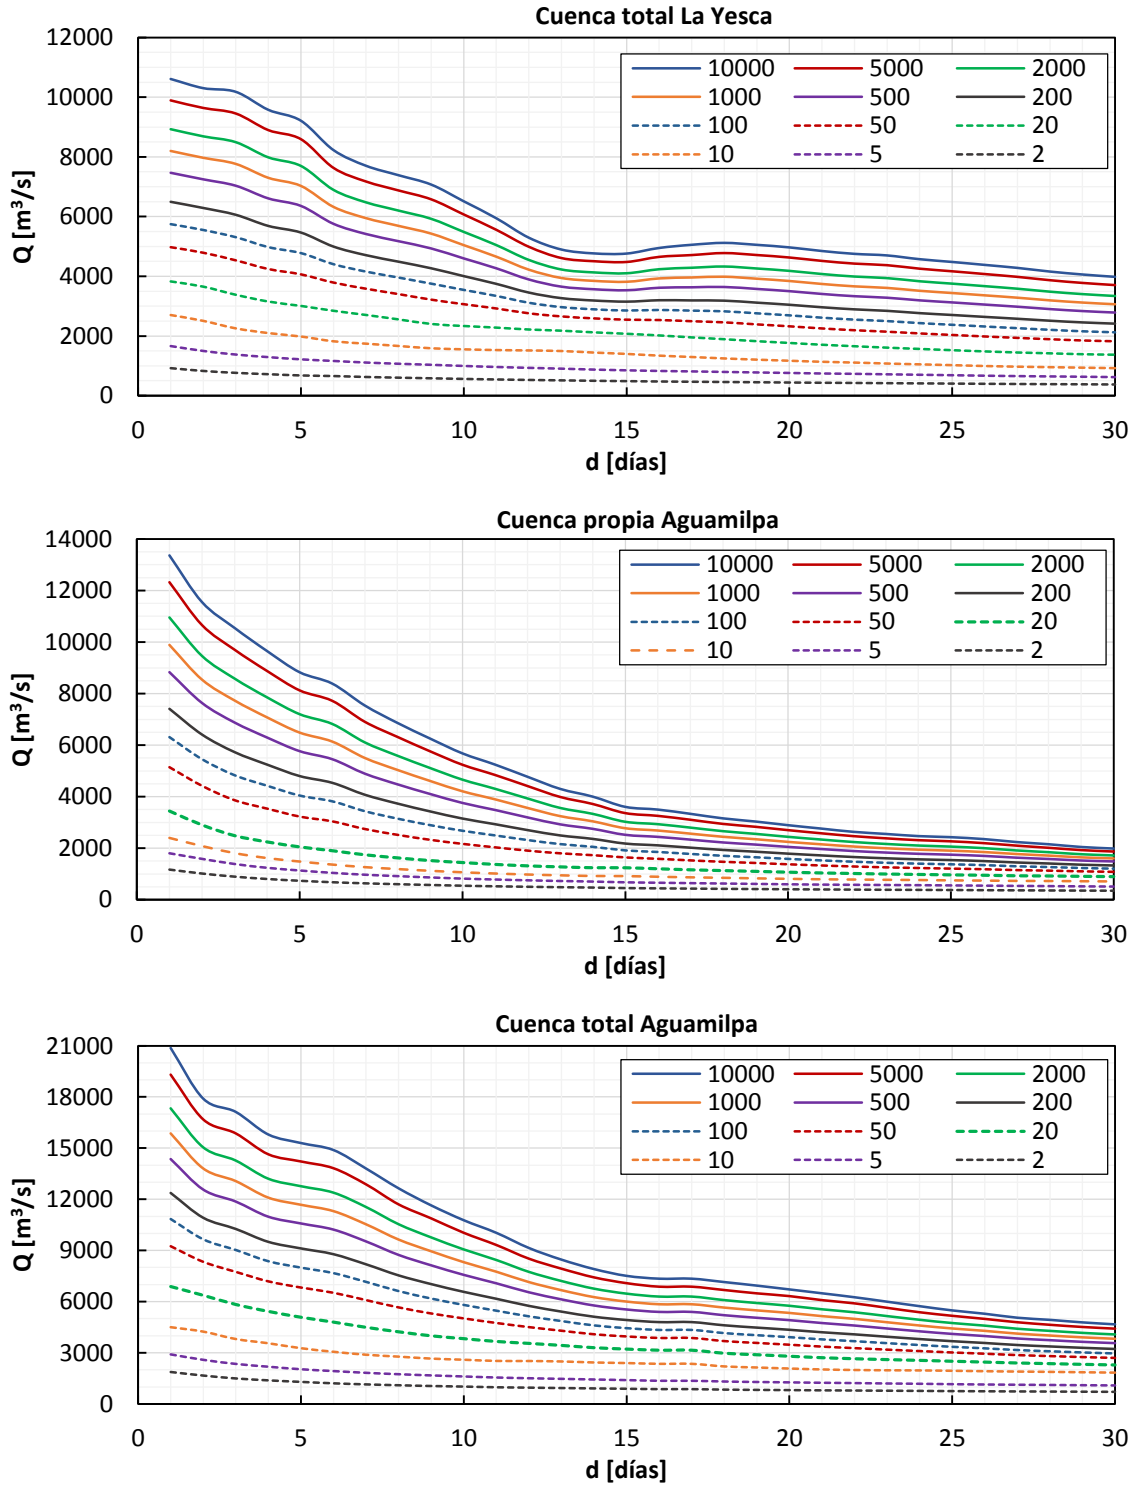 Cuenca total La Yesca
12000
10000
8000
6000
4000
2000
0
Q [m³/s]
10000 5000 2000
1000 500 200
100 50 20
10 5 2
0 5 10 15 20 25 30
d [días]
Cuenca propia Aguamilpa
14000
12000
10000
8000
6000
4000
2000
0
Q [m³/s]
10000 5000 2000
1000 500 200
100 50 20
10 5 2
0 5 10 15 20 25 30
d [días]
Cuenca total Aguamilpa
21000
18000
15000
12000
9000
6000
3000
0
Q [m³/s]
10000 5000 2000
1000 500 200
100 50 20
10 5 2
0 5 10 15 20 25 30
d [días]